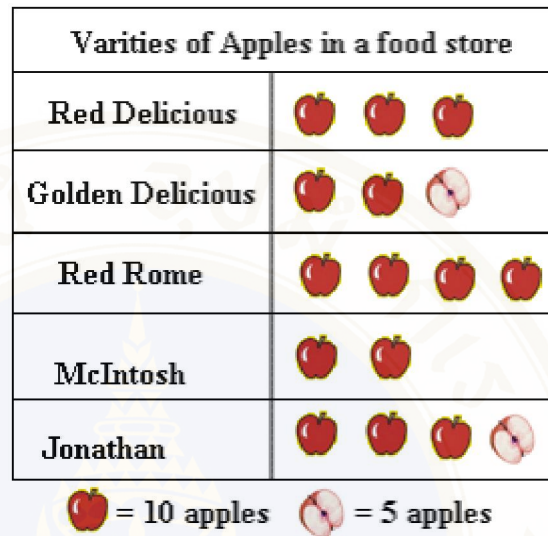 Varities of Apples in a food store
Red Delicious
Golden Delicious
Red Rome
McIntosh
Jonathan
= 10 apples = 5 apples